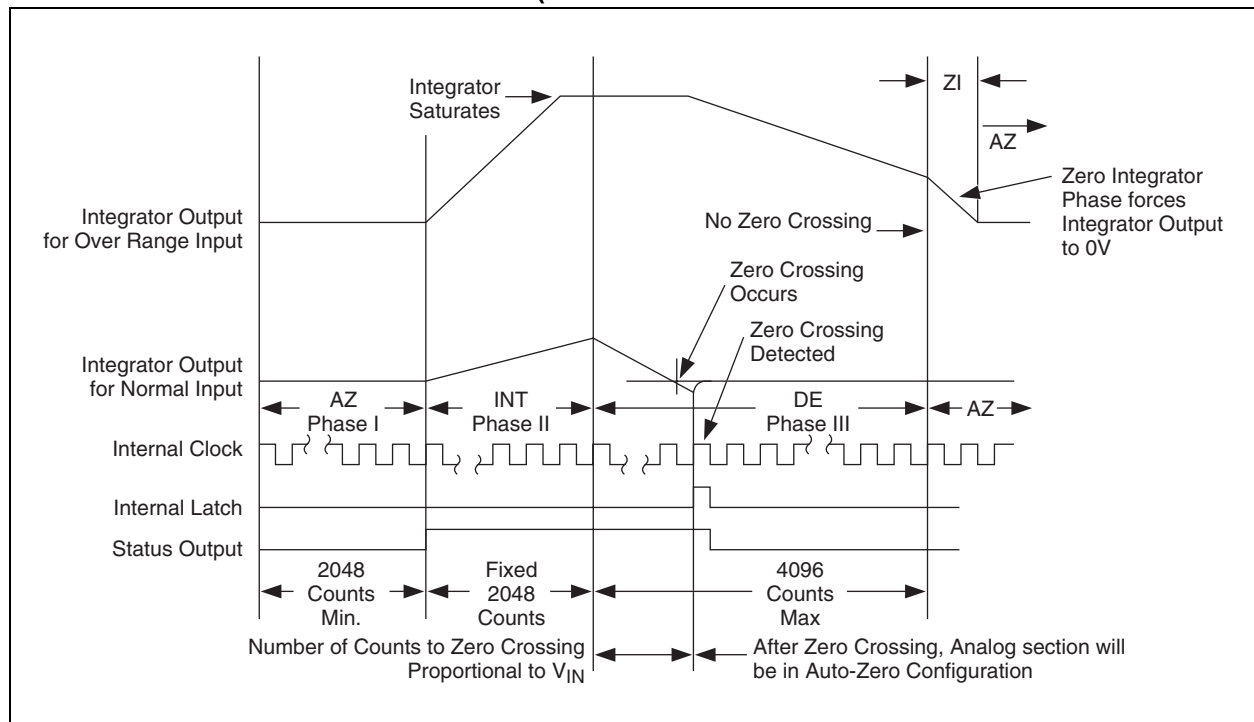 (
Integrator
Saturates
ZI
AZ
Zero Integrator
Phase forces
Integrator Output
to 0V
Integrator Output
for Over Range Input
No Zero Crossing
Zero Crossing
Occurs
Zero Crossing
Detected
Integrator Output
for Normal Input
AZ
Phase I
INT
Phase II
DE
Phase III
AZ
Internal Clock
Internal Latch
Status Output
2048
Counts
Min.
Fixed
2048
Counts
4096
Counts
Max
Number of Counts to Zero Crossing
Proportional to VIN
After Zero Crossing, Analog section will
be in Auto-Zero Configuration